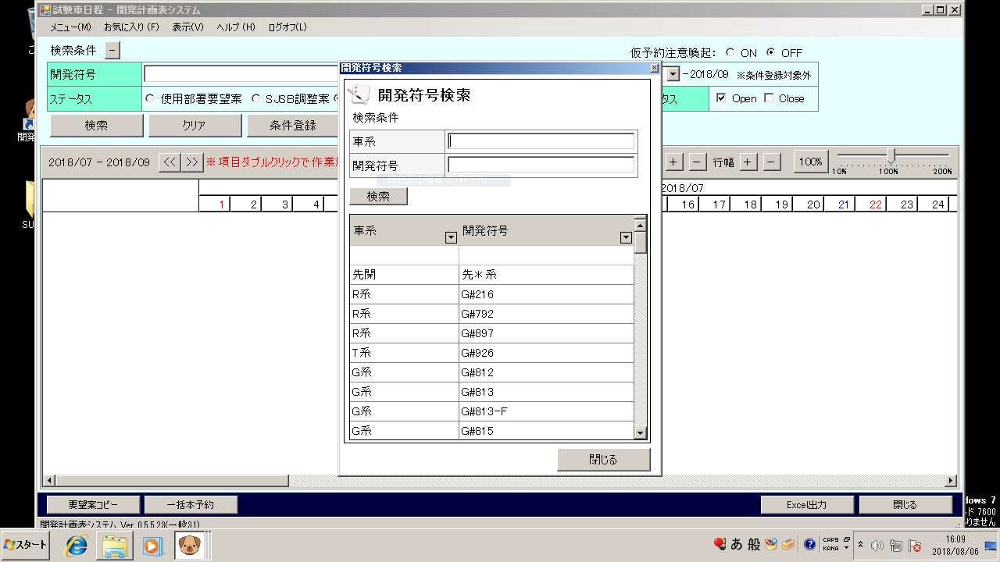 試験車日程 - 開発計画表システム
メニュー(M) お気に入り(F) 表示(V) ヘルプ(H) ログオフ(L)
検索条件 -
仮予約注意喚起: ON OFF
開発符号
-2018/09 ※条件登録対象外
ステータス 使用部署要望案 SJSB調整案
タス Open Close
検索 クリア 条件登録
2018/07 - 2018/09 << >> ※項目ダブルクリックで作業
+ - 行幅 + - 100% 10% 100% 200%
2018/07
1 2 3 4
16 17 18 19 20 21 22 23 24
開発符号検索
開発符号検索
検索条件
車系
開発符号
検索
車系 開発符号
先開 先*系
R系 G#216
R系 G#792
R系 G#897
T系 G#926
G系 G#812
G系 G#813
G系 G#813-F
G系 G#815
閉じる
要望案コピー 一括本予約 Excel出力 閉じる
開発計画表システム Ver 0.5.5.23(一般31)
開発
SU
dows 7
ド 7600
りません
スタート
あ 般 CAPS KANA
16:09
2018/08/06